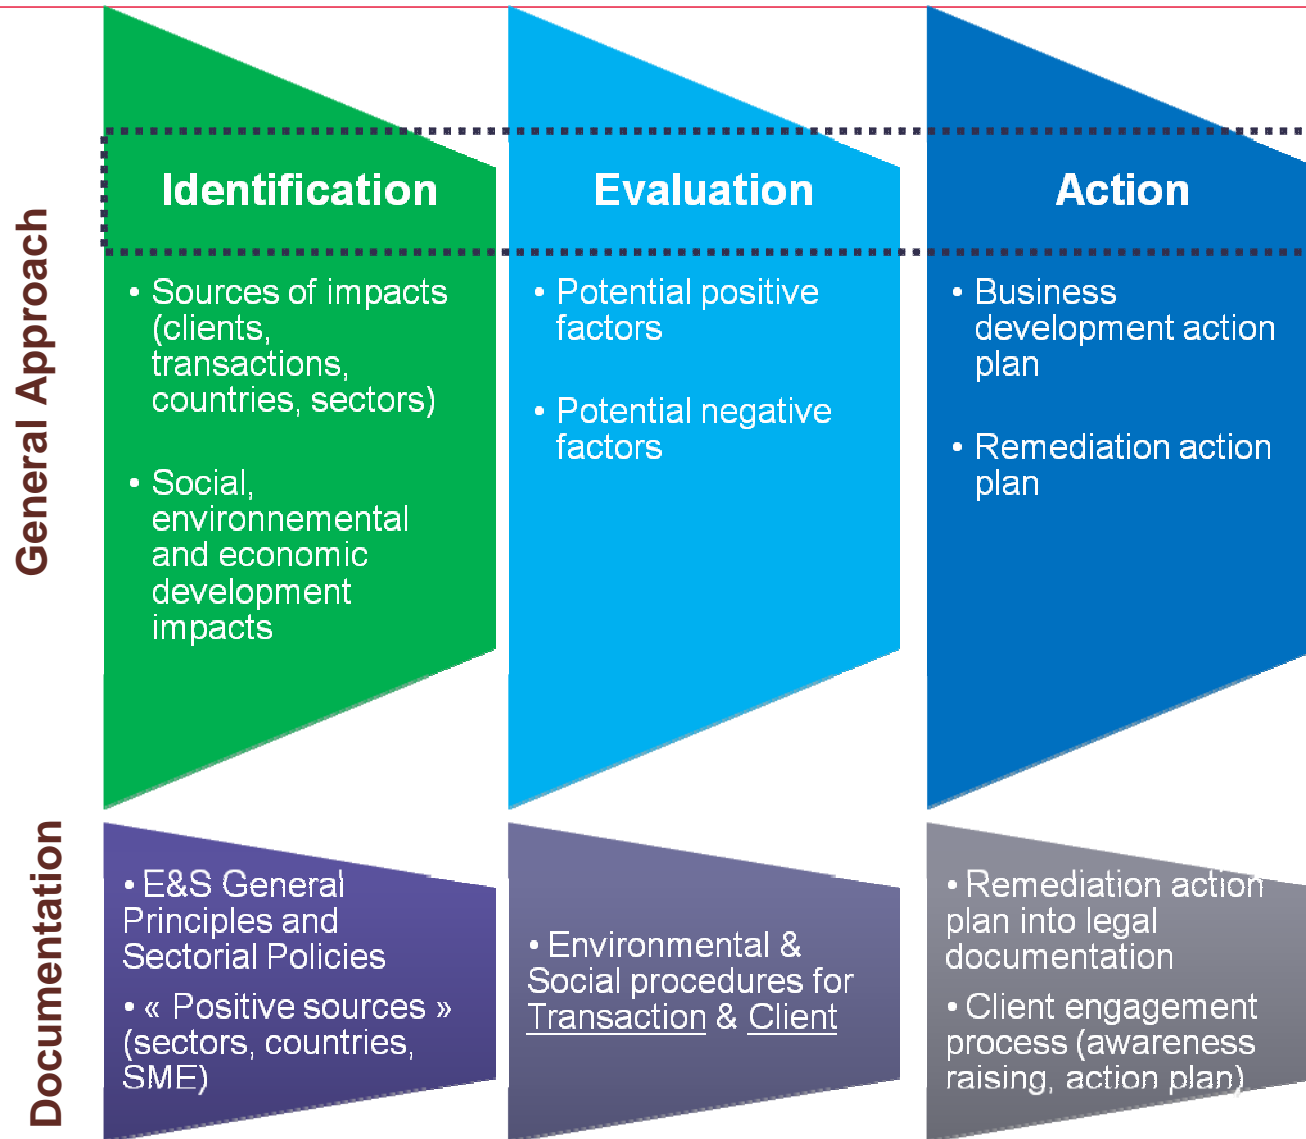 General Approach
Identification
• Sources of impacts
(clients,
transactions,
countries, sectors)
• Social,
environnemental
and economic
development
impacts
Evaluation
• Potential positive
factors
• Potential negative
factors
Action
• Business
development action
plan
• Remediation action
plan
Documentation
• E&S General
Principles and
Sectorial Policies
• « Positive sources »
(sectors, countries,
SME)
• Environmental &
Social procedures for
Transaction & Client
• Remediation action
plan into legal
documentation
• Client engagement
process (awareness
raising, action plan)